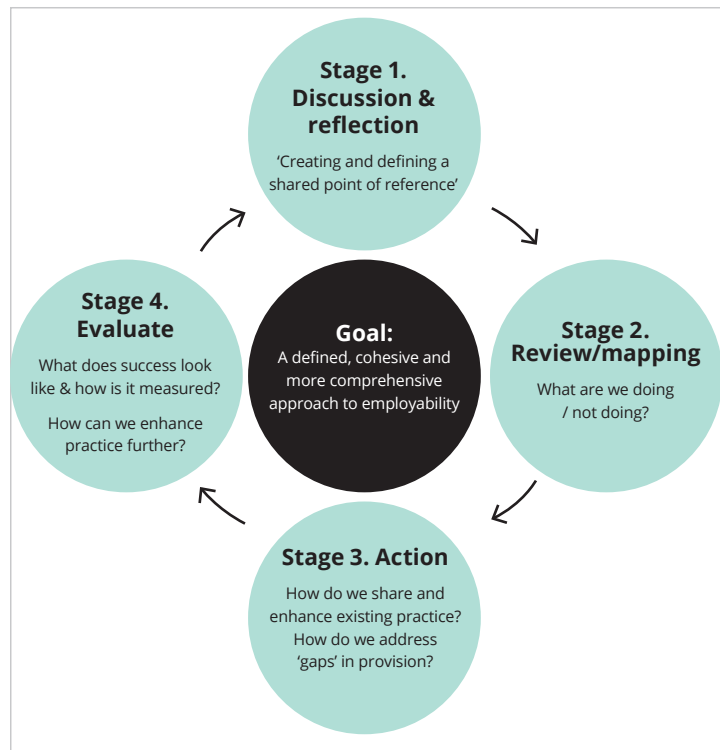 Stage 1.
Discussion &
reflection
‘Creating and defining a
shared point of reference’
Stage 2.
Review/mapping
What are we doing
/ not doing?
Stage 3. Action
How do we share and
enhance existing practice?
How do we address
‘gaps’ in provision?
Stage 4.
Evaluate
What does success look
like & how is it measured?
How can we enhance
practice further?
Goal:
A defined, cohesive and
more comprehensive
approach to employability